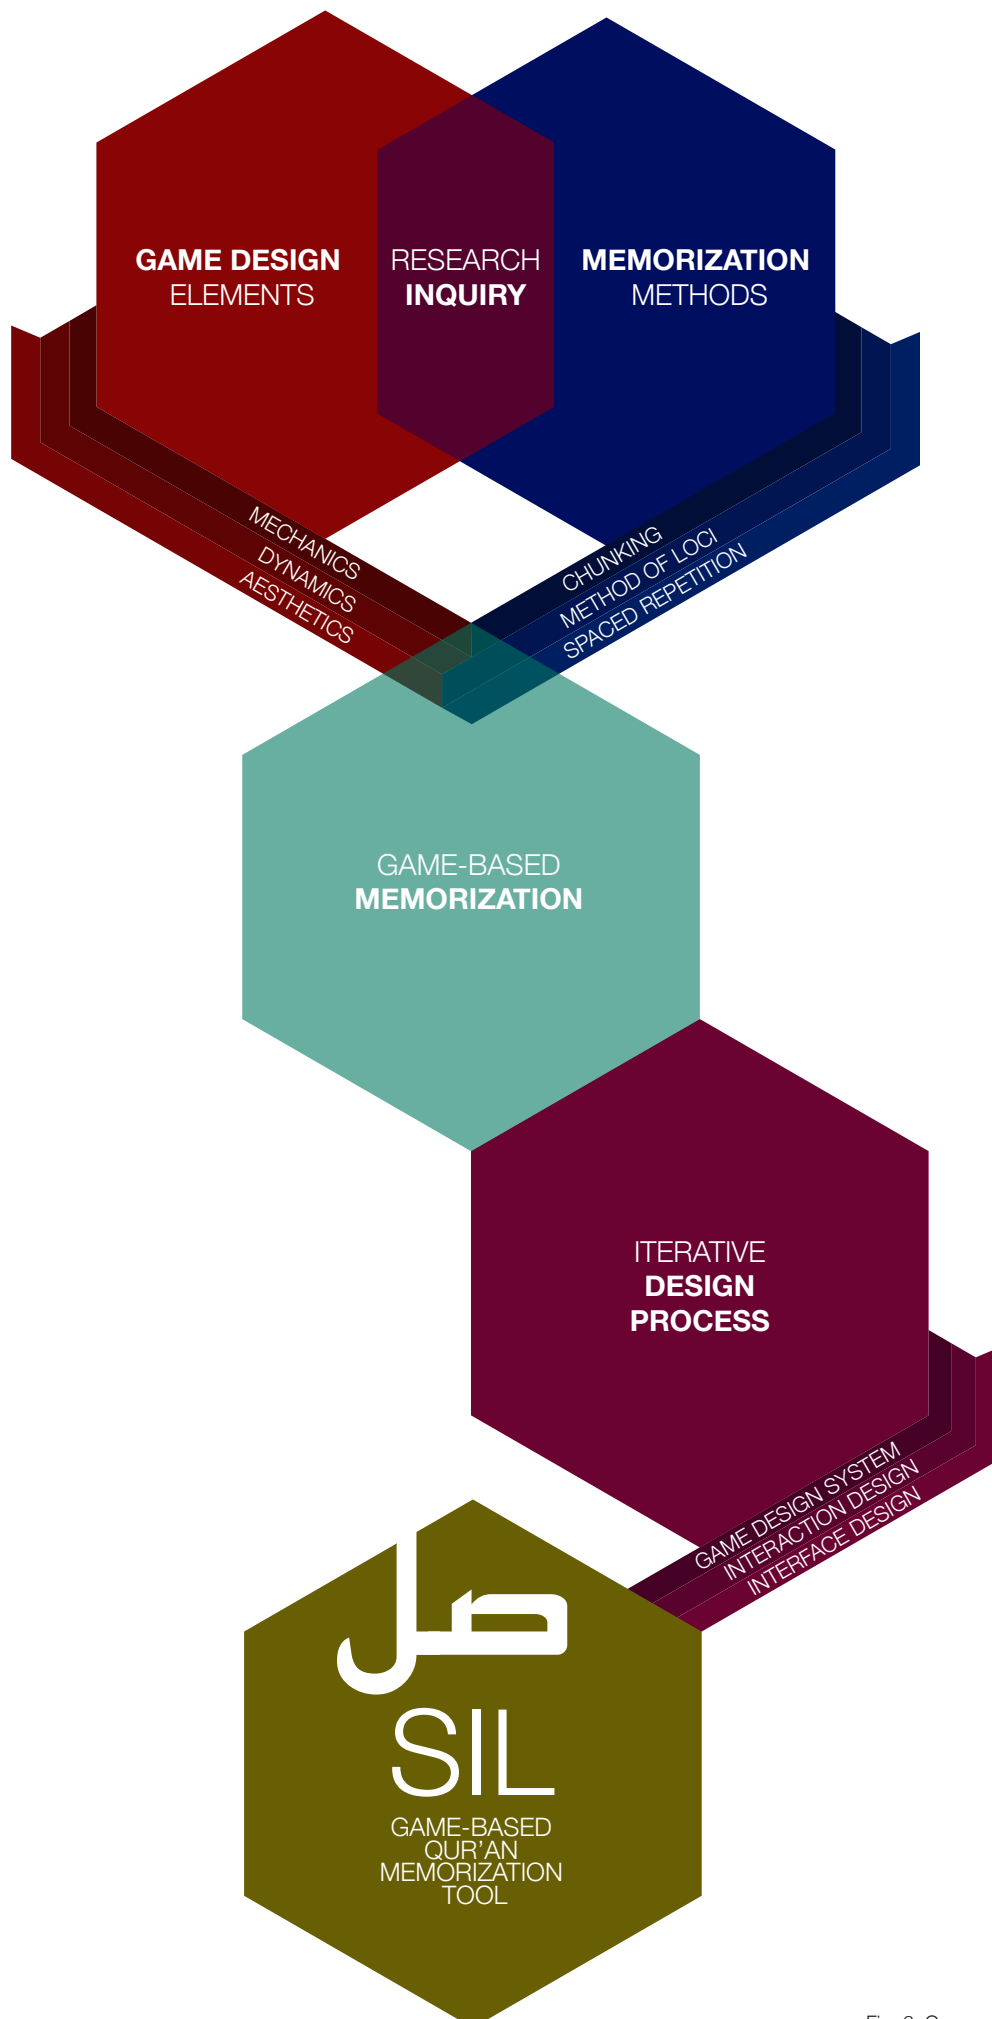 GAME DESIGN
ELEMENTS
RESEARCH
INQUIRY
MEMORIZATION
METHODS
MECHANICS
DYNAMICS
AESTHETICS
CHUNKING
METHOD OF LOCI
SPACED REPETITION
GAME-BASED
MEMORIZATION
ITERATIVE
DESIGN
PROCESS
GAME DESIGN SYSTEM
INTERACTION DESIGN
INTERFACE DESIGN
صل
SIL
GAME-BASED
QUR’AN
MEMORIZATION
TOOL